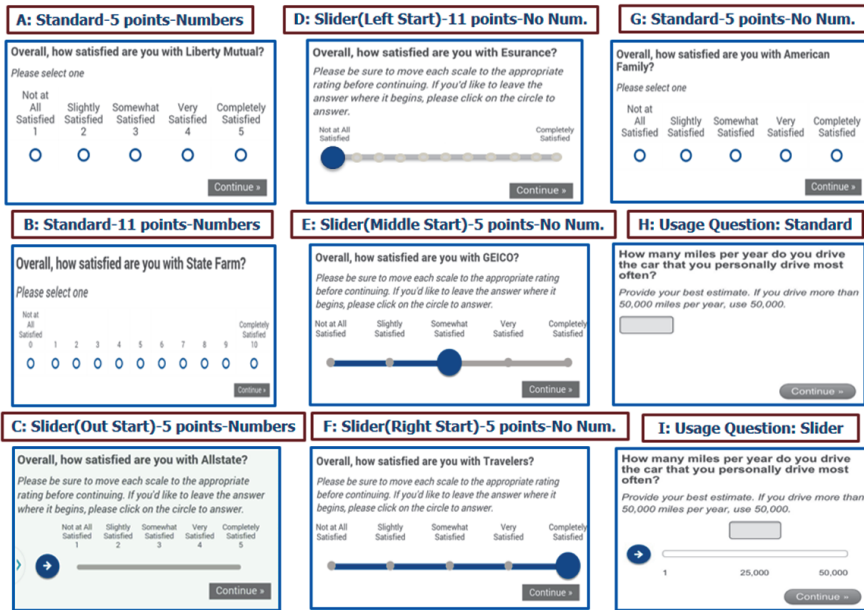 A: Standard-5 points-Numbers
Overall, how satisfied are you with Liberty Mutual?
Please select one
Not at
All Slightly Somewhat Very Completely
Satisfied Satisfied Satisfied Satisfied Satisfied
1 2 3 4 5
Continue »
B: Standard-11 points-Numbers
Overall, how satisfied are you with State Farm?
Please select one
Not at
All Completely
Satisfied Satisfied
0 1 2 3 4 5 6 7 8 9 10
Continue »
C: Slider(Out Start)-5 points-Numbers
Overall, how satisfied are you with Allstate?
Please be sure to move each scale to the appropriate
rating before continuing. If you'd like to leave the answer
where it begins, please click on the circle to answer.
Not at All Slightly Somewhat Very Completely
Satisfied Satisfied Satisfied Satisfied Satisfied
1 2 3 4 5
Continue »
D: Slider(Left Start)-11 points-No Num.
Overall, how satisfied are you with Esurance?
Please be sure to move each scale to the appropriate
rating before continuing. If you'd like to leave the
answer where it begins, please click on the circle to
answer.
Not at All Completely
Satisfied Satisfied
Continue »
E: Slider(Middle Start)-5 points-No Num.
Overall, how satisfied are you with GEICO?
Please be sure to move each scale to the appropriate rating
before continuing. If you'd like to leave the answer where it
begins, please click on the circle to answer.
Not at All Slightly Somewhat Very Completely
Satisfied Satisfied Satisfied Satisfied Satisfied
Continue »
F: Slider(Right Start)-5 points-No Num.
Overall, how satisfied are you with Travelers?
Please be sure to move each scale to the appropriate rating
before continuing. If you'd like to leave the answer where it
begins, please click on the circle to answer.
Not at All Slightly Somewhat Very Completely
Satisfied Satisfied Satisfied Satisfied Satisfied
Continue »
G: Standard-5 points-No Num.
Overall, how satisfied are you with American
Family?
Please select one
Not at
All Slightly Somewhat Very Completely
Satisfied Satisfied Satisfied Satisfied Satisfied
Continue »
H: Usage Question: Standard
How many miles per year do you drive
the car that you personally drive most
often?
Provide your best estimate. If you drive more than
50,000 miles per year, use 50,000.
Continue »
I: Usage Question: Slider
How many miles per year do you drive
the car that you personally drive most
often?
Provide your best estimate. If you drive more than
50,000 miles per year, use 50,000.
1 25,000 50,000
Continue »